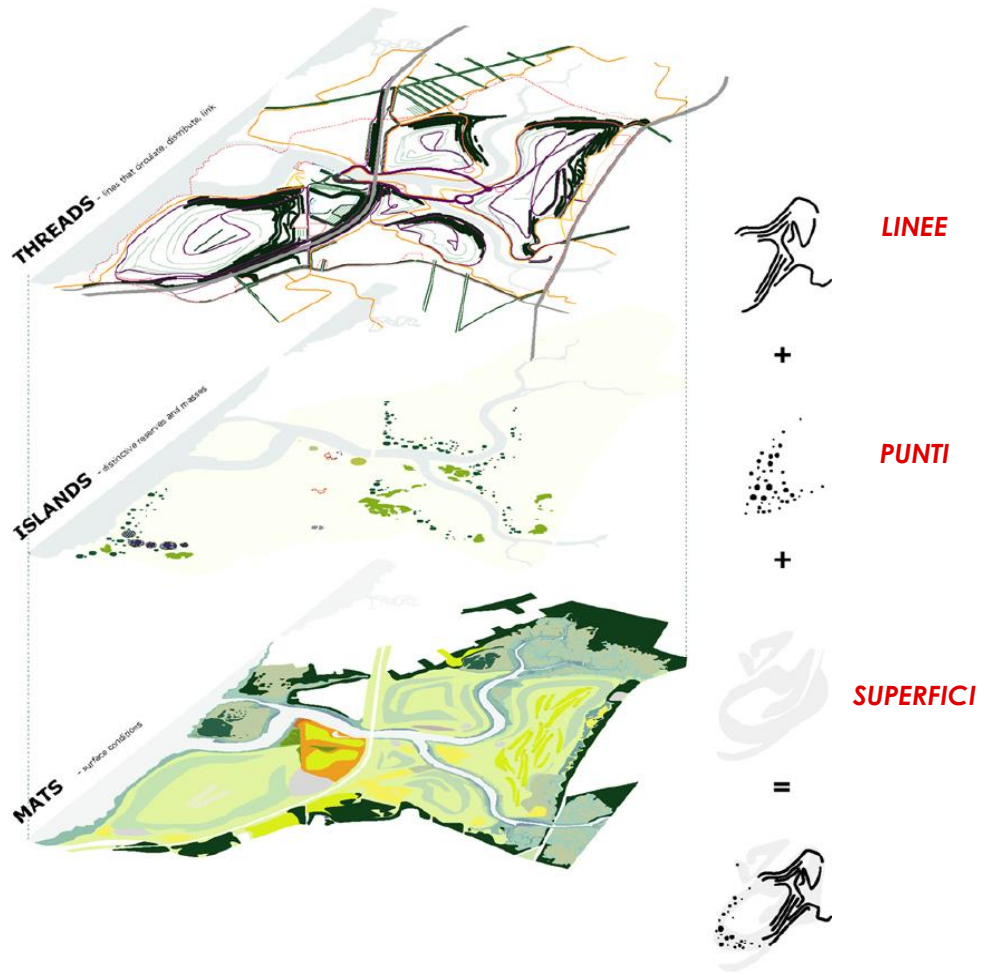 THREADS - lines that circulate, distribute, link
LINEE
+
ISLANDS - distinctive reserves and masses
PUNTI
+
MATS - surface conditions
SUPERFICI
=